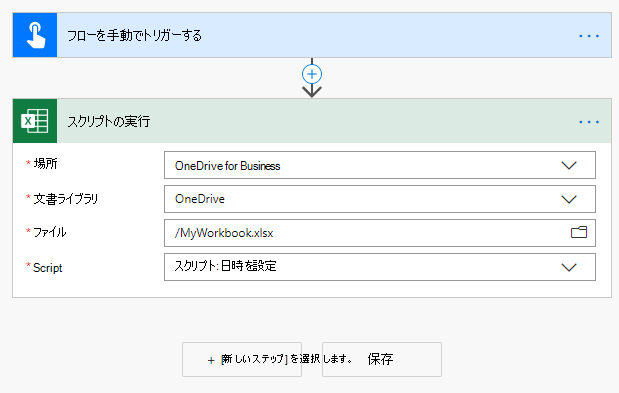 フローを手動でトリガーする
スクリプトの実行
* 場所
OneDrive for Business
* 文書ライブラリ
OneDrive
* ファイル
/MyWorkbook.xlsx
* Script
スクリプト: 日時を設定
+ [新しいステップ] を選択します。
保存